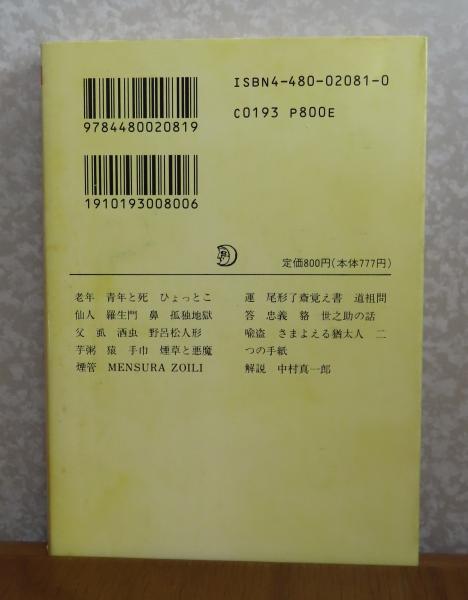 ISBN4-480-02081-0
C0193 P800E
9784480020819
1910193008006
定価800円(本体777円)
老年 青年と死 ひょっとこ
仙人 羅生門 鼻 孤独地獄
父 虱 酒虫 野呂松人形
芋粥 猿 手巾 煙草と悪魔
煙管 MENSURA ZOILI
運 尾形了斎覚え書 道祖問
答 忠義 貉 世之助の話
偸盗 さまよえる猶太人 二
つの手紙
解説 中村真一郎